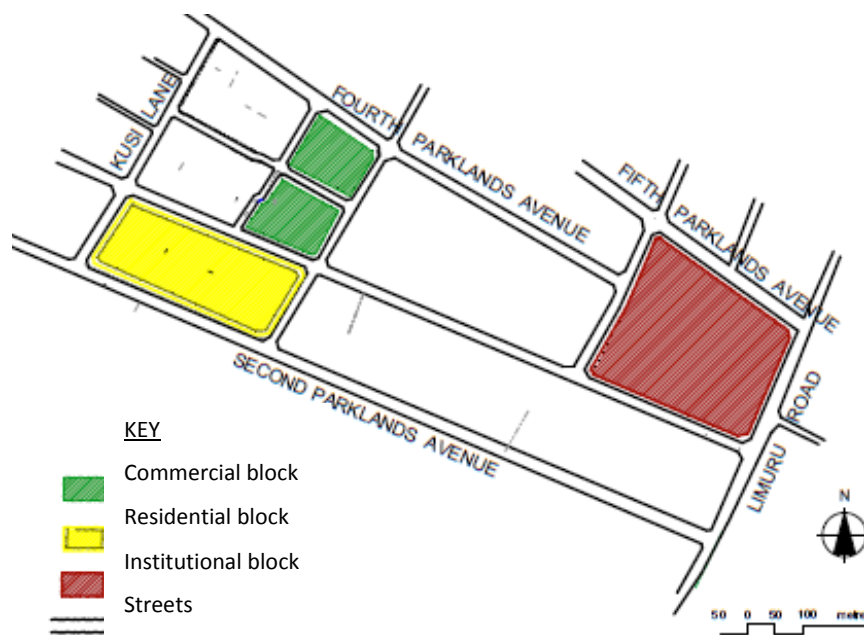 KUSI LANE
FOURTH PARKLANDS AVENUE
FIFTH PARKLANDS AVENUE
SECOND PARKLANDS AVENUE
LIMURU ROAD
KEY
Commercial block
Residential block
Institutional block
Streets
N
50 0 50 100 metre